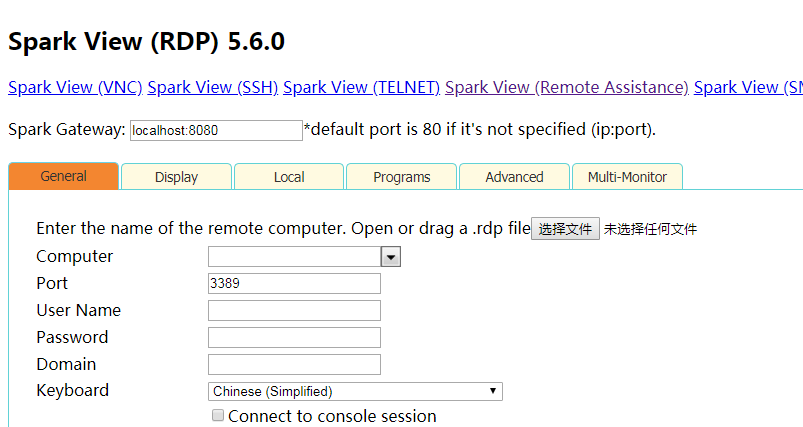 Spark View (RDP) 5.6.0
Spark View (VNC) Spark View (SSH) Spark View (TELNET) Spark View (Remote Assistance) Spark View (SM
Spark Gateway: localhost:8080 *default port is 80 if it's not specified (ip:port).
General Display Local Programs Advanced Multi-Monitor
Enter the name of the remote computer. Open or drag a .rdp file 选择文件 未选择任何文件
Computer
Port 3389
User Name
Password
Domain
Keyboard Chinese (Simplified)
Connect to console session